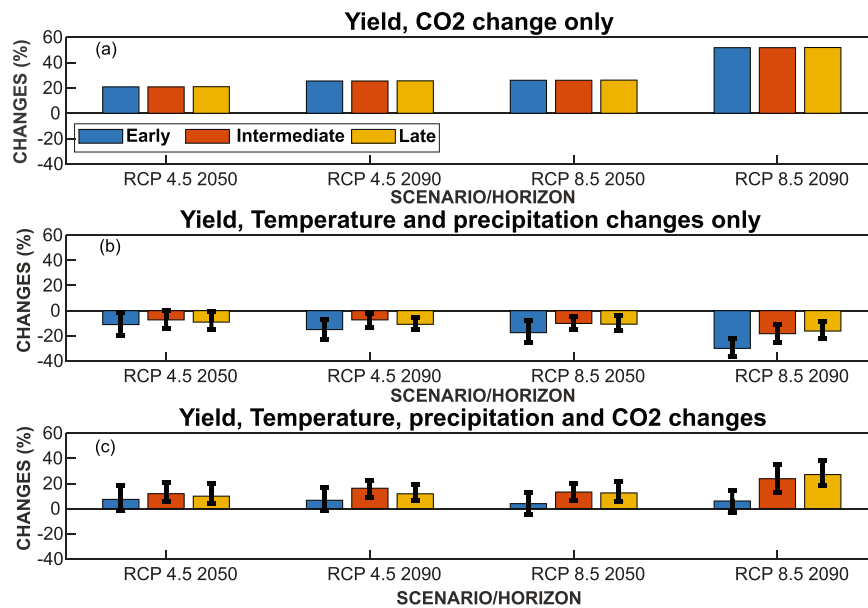 Yield, CO2 change only
(a)
CHANGES (%)
60
40
20
0
-20
-40
Early Intermediate Late
RCP 4.5 2050 RCP 4.5 2090 RCP 8.5 2050 RCP 8.5 2090
SCENARIO/HORIZON
Yield, Temperature and precipitation changes only
(b)
CHANGES (%)
60
40
20
0
-20
-40
RCP 4.5 2050 RCP 4.5 2090 RCP 8.5 2050 RCP 8.5 2090
SCENARIO/HORIZON
Yield, Temperature, precipitation and CO2 changes
(c)
CHANGES (%)
60
40
20
0
-20
-40
RCP 4.5 2050 RCP 4.5 2090 RCP 8.5 2050 RCP 8.5 2090
SCENARIO/HORIZON